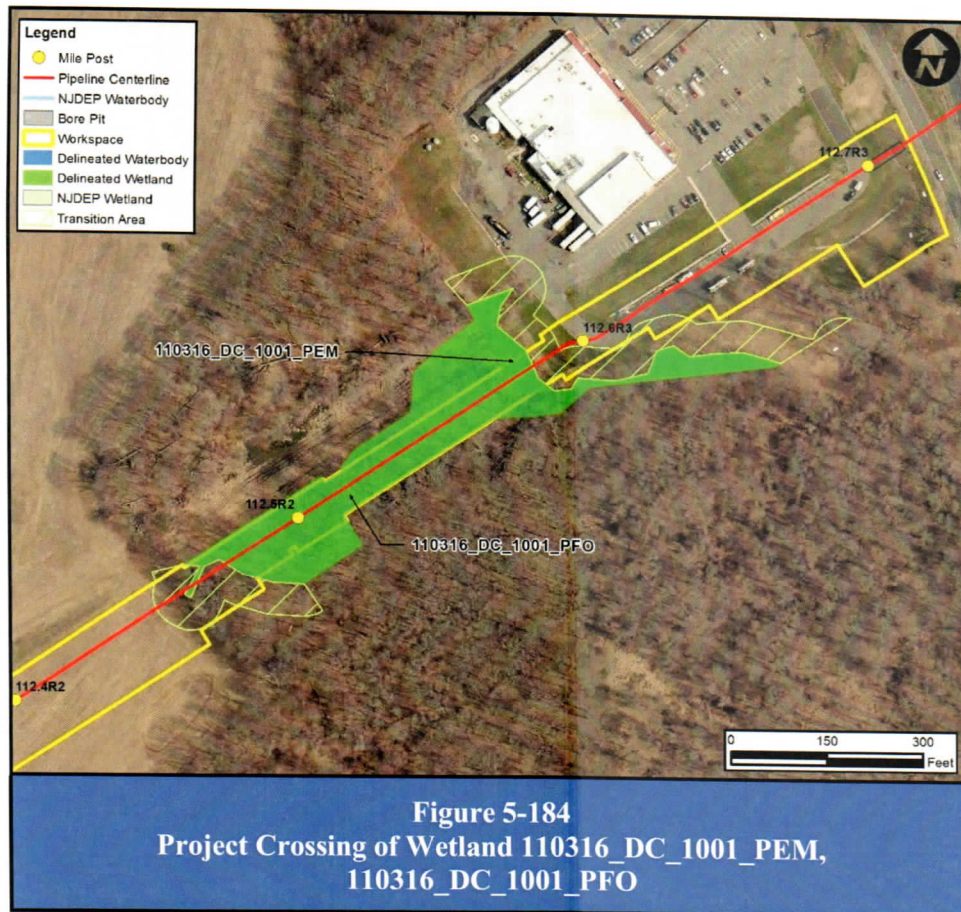 Legend
Mile Post
Pipeline Centerline
NJDEP Waterbody
Bore Pit
Workspace
Delineated Waterbody
Delineated Wetland
NJDEP Wetland
Transition Area
N
112.7R3
112.6R3
110316_DC_1001_PEM
112.5R2
110316_DC_1001_PFO
112.4R2
0 150 300
Feet
Figure 5-184
Project Crossing of Wetland 110316_DC_1001_PEM,
110316_DC_1001_PFO